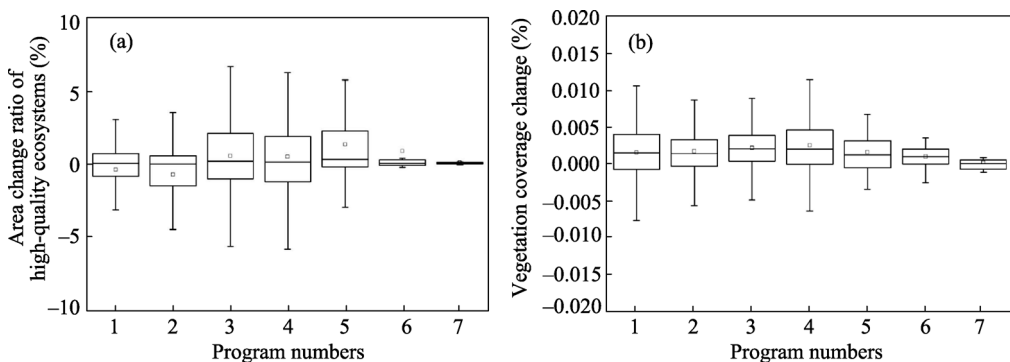 (a)
Area change ratio of
high-quality ecosystems (%)
10
5
0
−5
−10
1 2 3 4 5 6 7
Program numbers
(b)
Vegetation coverage change (%)
0.020
0.015
0.010
0.005
0.000
−0.005
−0.010
−0.015
−0.020
1 2 3 4 5 6 7
Program numbers